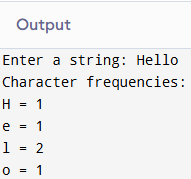 Output
Enter a string: Hello
Character frequencies:
H = 1
e = 1
l = 2
o = 1